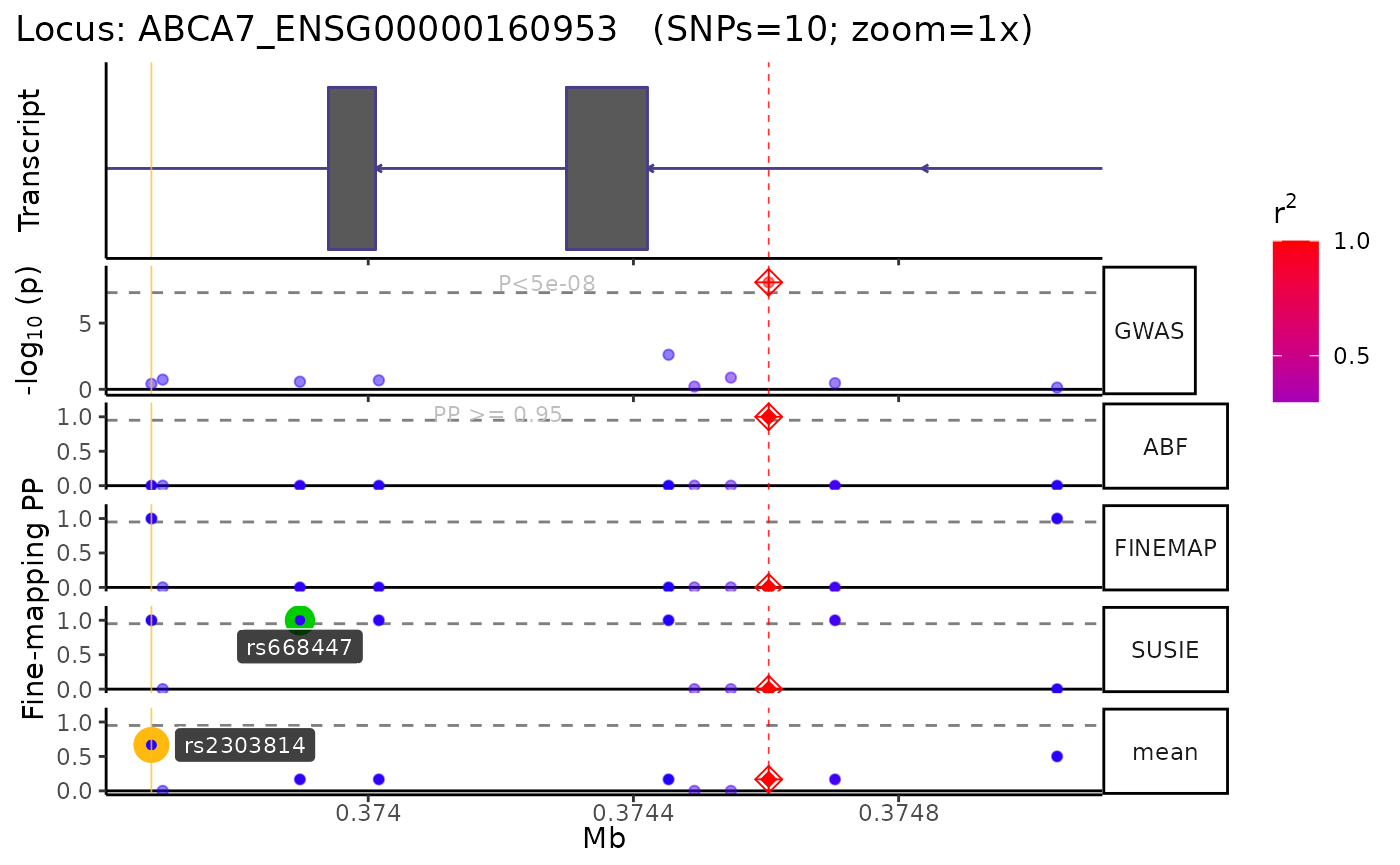 Locus: ABCA7_ENSG00000160953   (SNPs=10; zoom=1x)
Transcript
-log10 (p)
5
0
P<5e-08
GWAS
1.0
0.5
0.0
PP >= 0.95
ABF
Fine-mapping PP
1.0
0.5
0.0
FINEMAP
1.0
0.5
0.0
rs668447
SUSIE
1.0
0.5
0.0
rs2303814
mean
0.374
0.3744
0.3748
Mb
r2
1.0
0.5